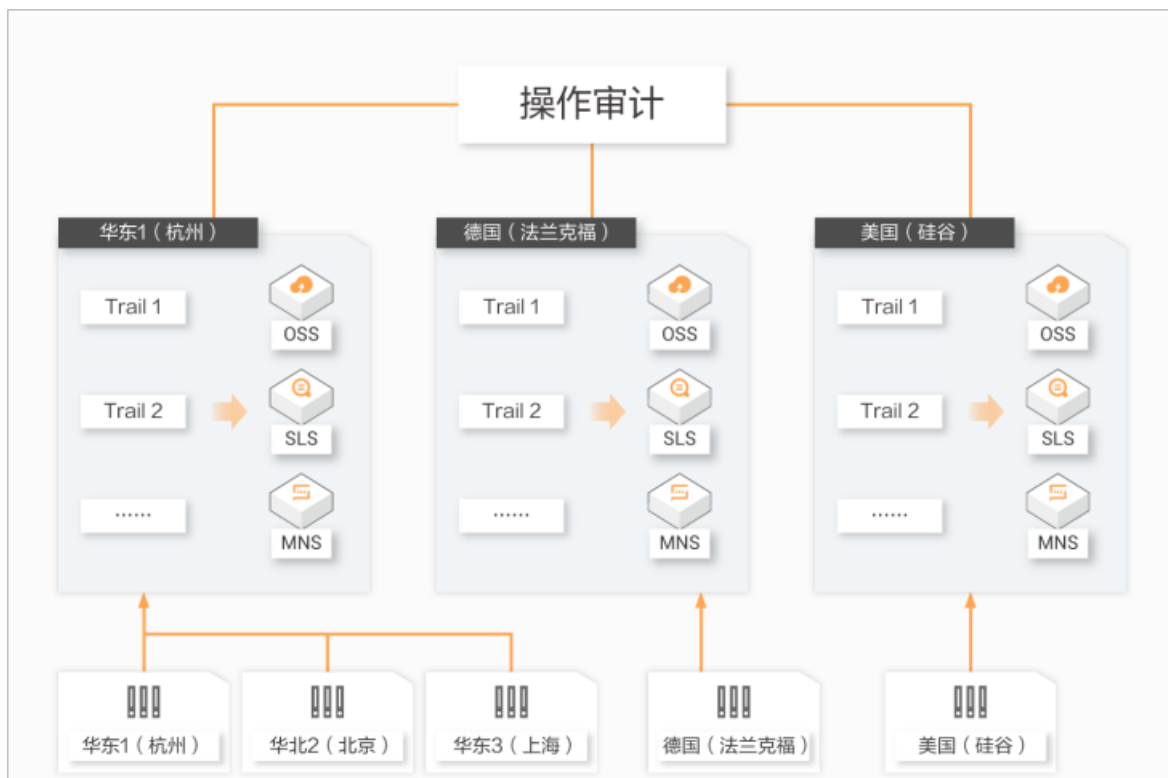 操作审计
华东1（杭州）
德国（法兰克福）
美国（硅谷）
Trail 1
OSS
Trail 1
OSS
Trail 1
OSS
Trail 2
SLS
Trail 2
SLS
Trail 2
SLS
……
MNS
……
MNS
……
MNS
华东1（杭州）
华北2（北京）
华东3（上海）
德国（法兰克福）
美国（硅谷）